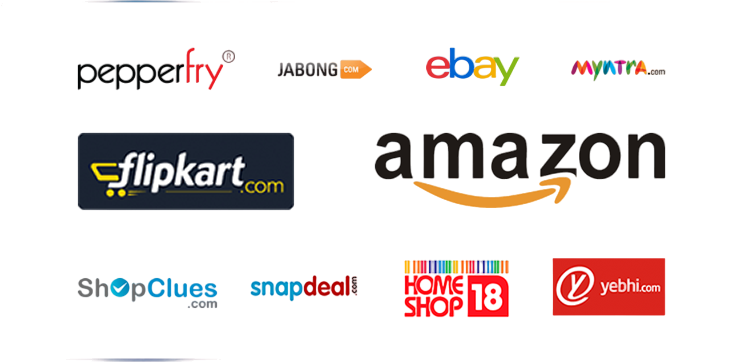 pepperfry®
JABONG.COM
ebay
MYNTRA.com
flipkart.com
amazon
ShopClues.com
snapdeal.com
HOME SHOP 18
yebhi.com